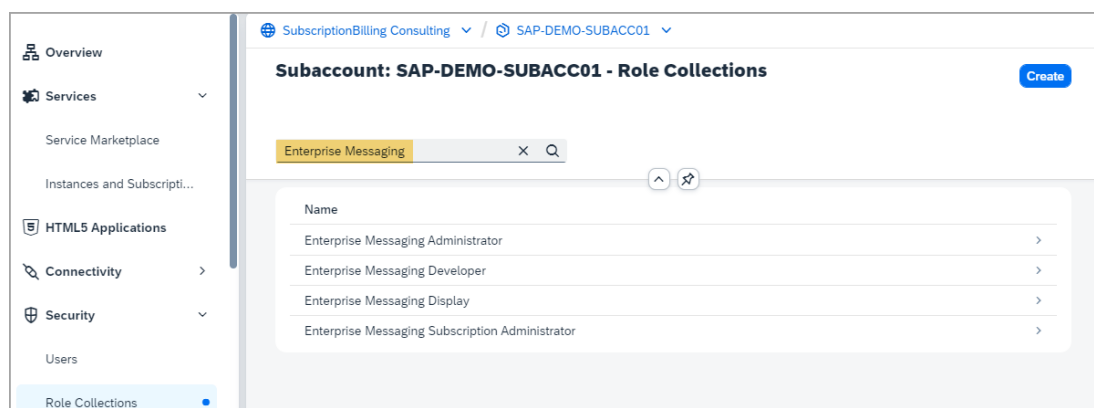 SubscriptionBilling Consulting / SAP-DEMO-SUBACC01
Overview
Services
Service Marketplace
Instances and Subscripti...
HTML5 Applications
Connectivity
Security
Users
Role Collections
Subaccount: SAP-DEMO-SUBACC01 - Role Collections
Create
Enterprise Messaging
Name
Enterprise Messaging Administrator
Enterprise Messaging Developer
Enterprise Messaging Display
Enterprise Messaging Subscription Administrator